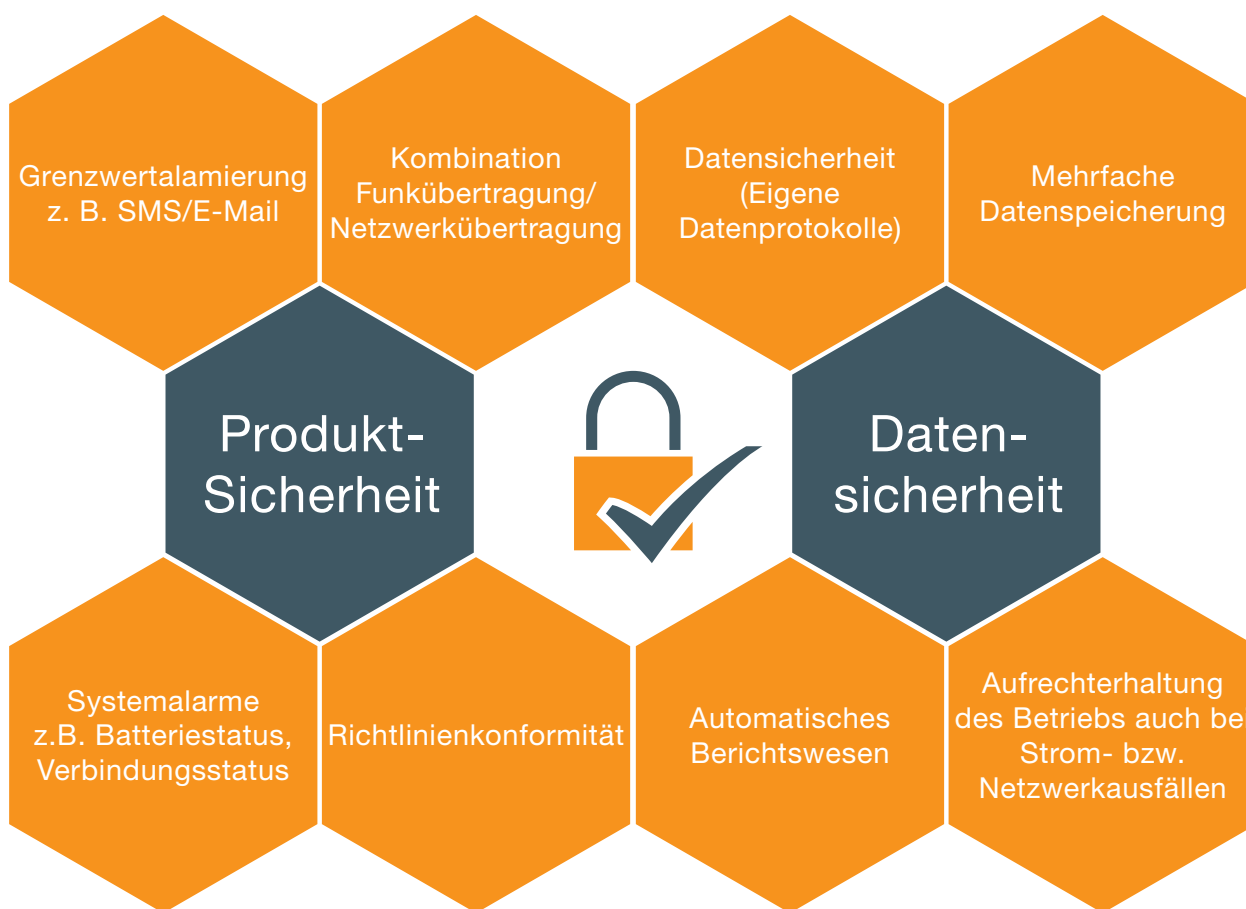 Grenzwertalamierung
z. B. SMS/E-Mail
Kombination
Funkübertragung/
Netzwerkübertragung
Datensicherheit
(Eigene
Datenprotokolle)
Mehrfache
Datenspeicherung
Produkt-
Sicherheit
Daten-
sicherheit
Systemalarme
z.B. Batteriestatus,
Verbindungsstatus
Richtlinienkonformität
Automatisches
Berichtswesen
Aufrechterhaltung
des Betriebs auch be
Strom- bzw.
Netzwerkausfällen